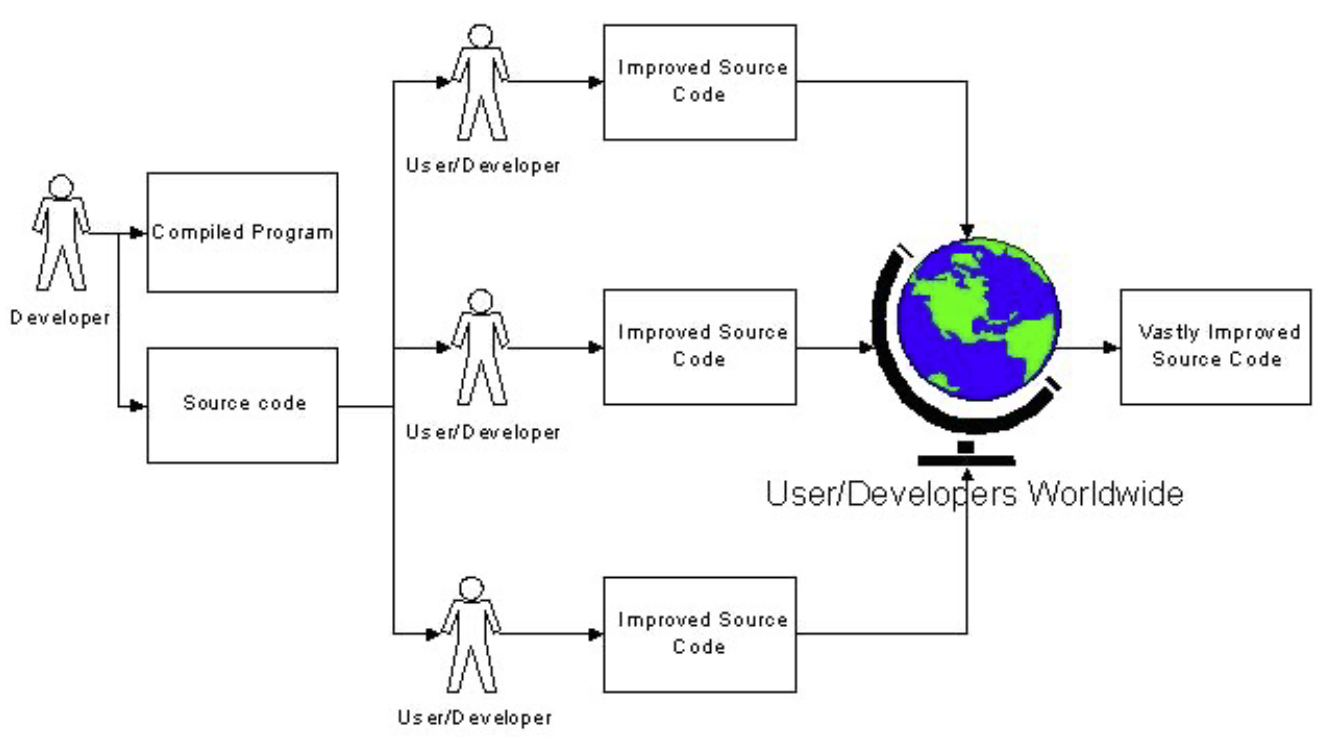 Improved Source
Code
User/Developer
Compiled Program
Developer
Source code
Improved Source
Code
User/Developer
Vastly Improved
Source Code
User/Developers Worldwide
Improved Source
Code
User/Developer